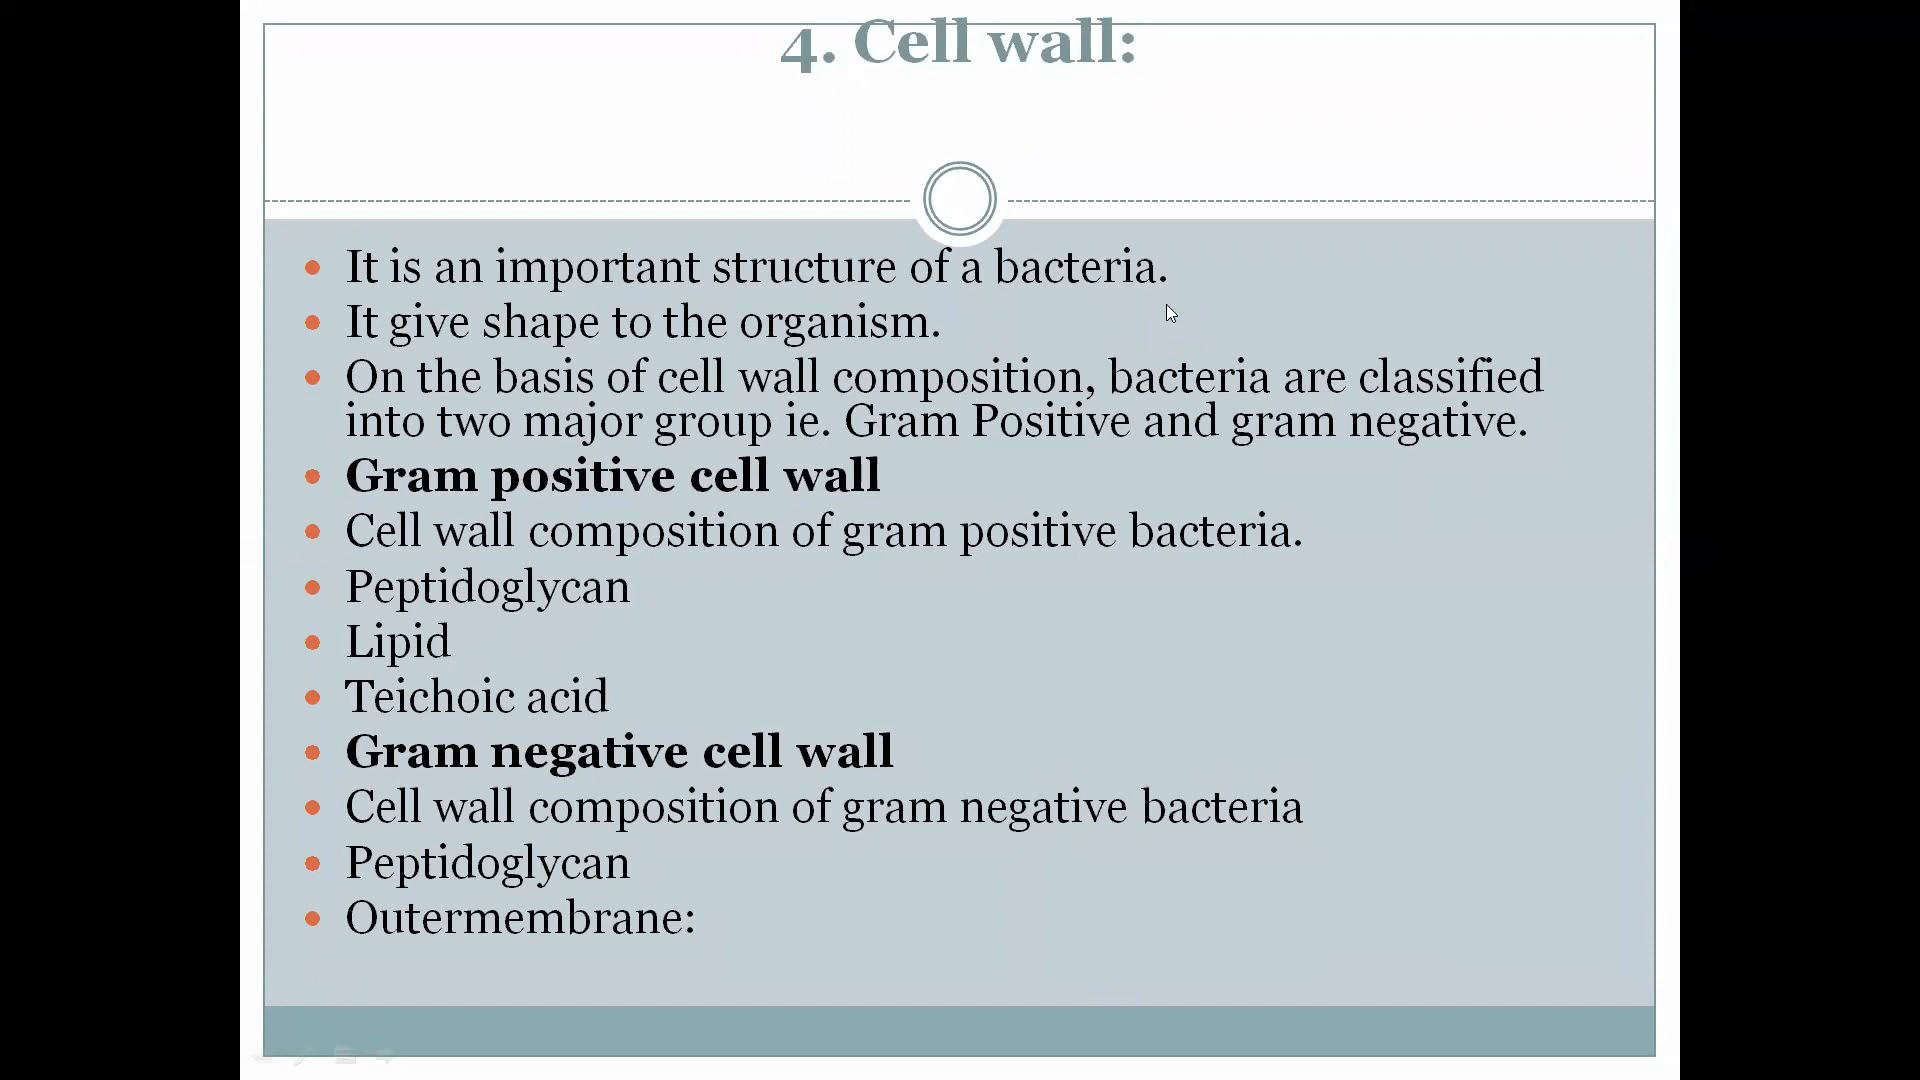 4. Cell wall:
• It is an important structure of a bacteria.
• It give shape to the organism.
• On the basis of cell wall composition, bacteria are classified
into two major group ie. Gram Positive and gram negative.
• Gram positive cell wall
• Cell wall composition of gram positive bacteria.
• Peptidoglycan
• Lipid
• Teichoic acid
• Gram negative cell wall
• Cell wall composition of gram negative bacteria
• Peptidoglycan
• Outermembrane: